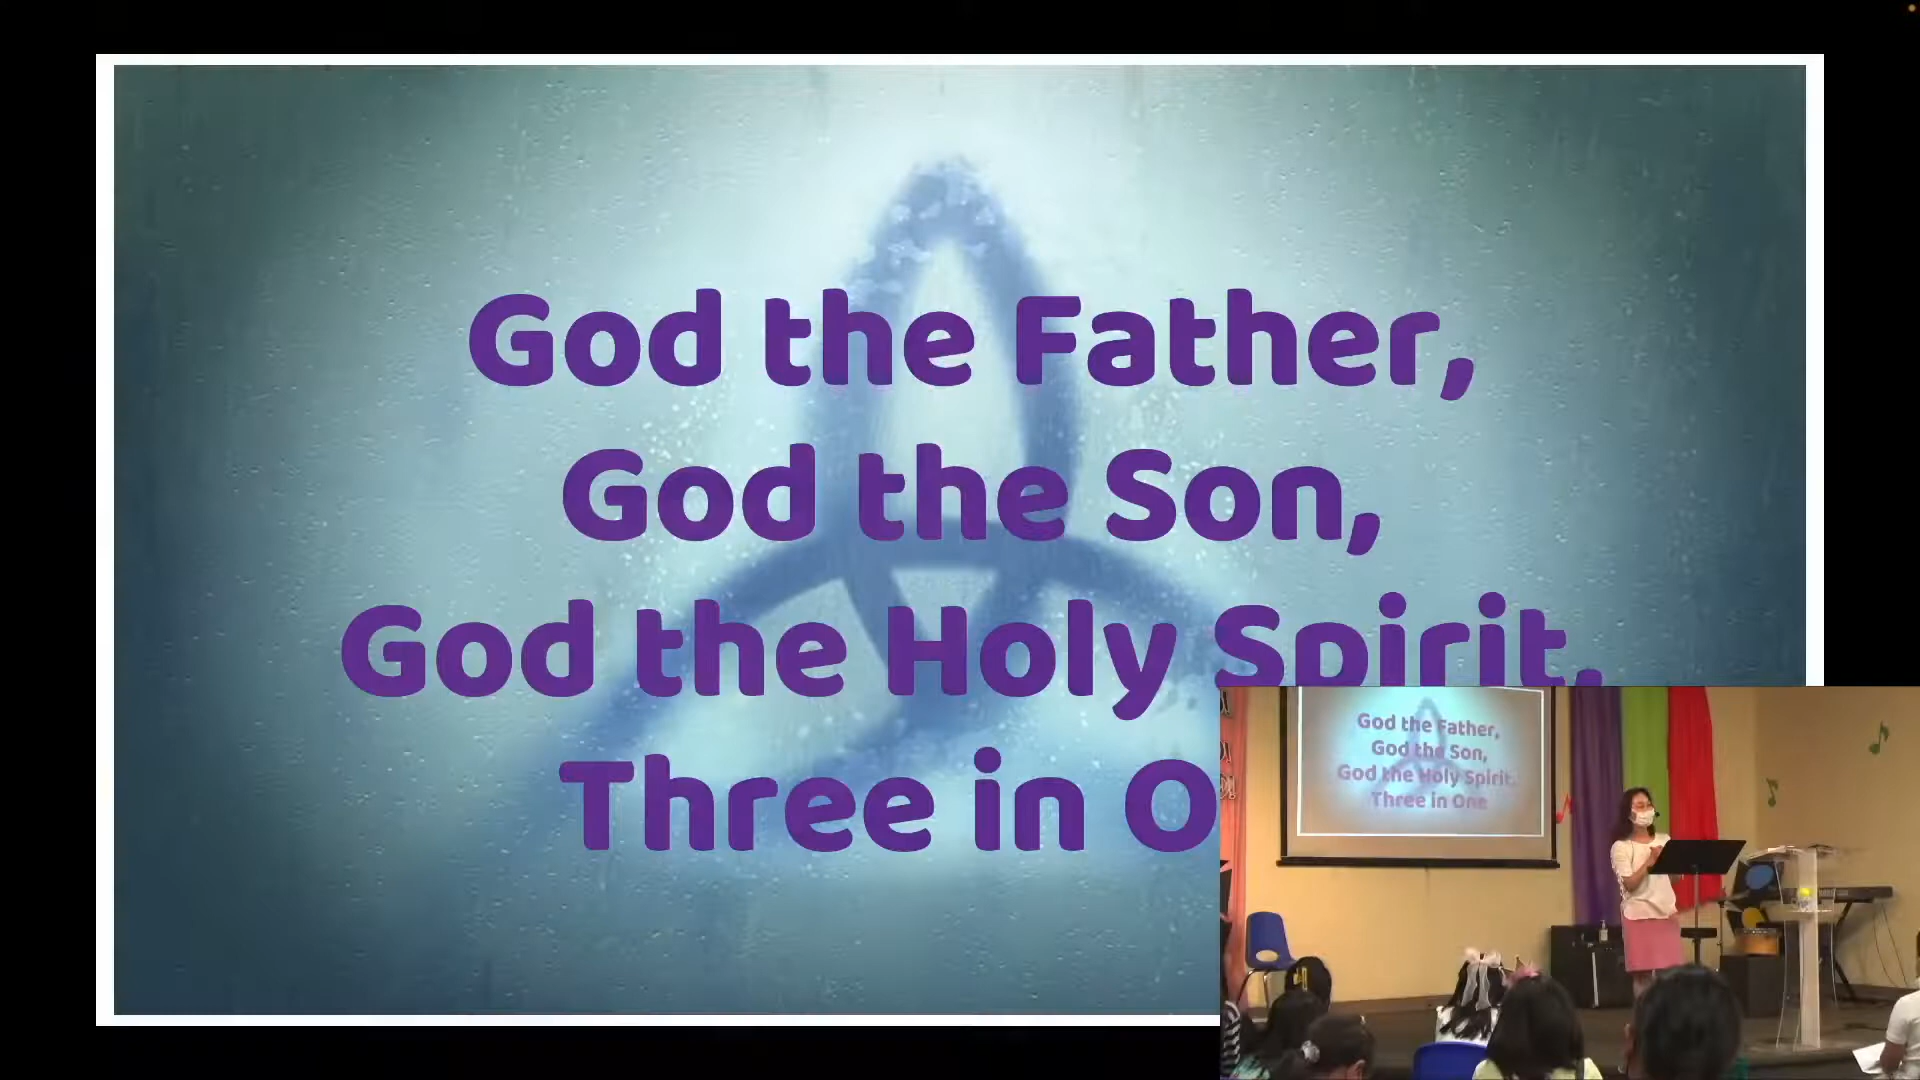 God the Father,
God the Son,
God the Holy Spirit,
Three in O
God the Father,
God the Son,
God the Holy Spirit,
Three in One